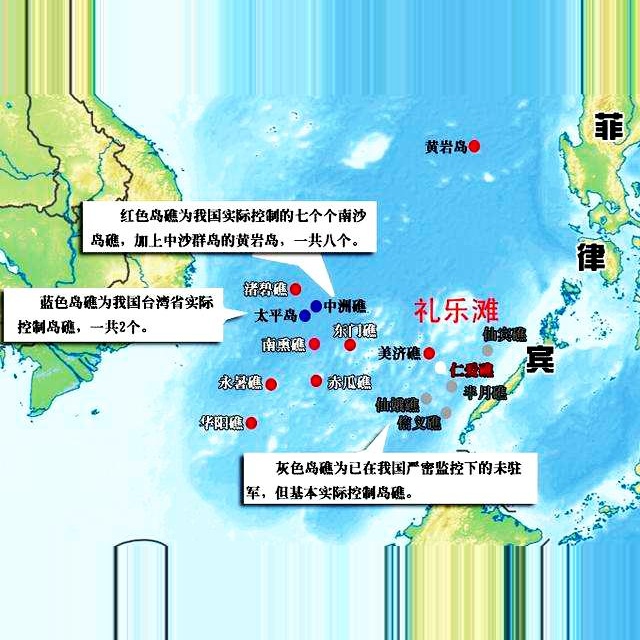 菲
黄岩岛
红色岛礁为我国实际控制的七个个南沙
岛礁，加上中沙群岛的黄岩岛，一共八个。
律
渚碧礁
蓝色岛礁为我国台湾省实际
控制岛礁，一共2个。
中洲礁
太平岛
礼乐滩
东门礁
仙宾礁
南熏礁
美济礁
宾
仁爱礁
永暑礁
赤瓜礁
半月礁
仙娥礁
信义礁
华阳礁
灰色岛礁为已在我国严密监控下的未驻
军，但基本实际控制岛礁。